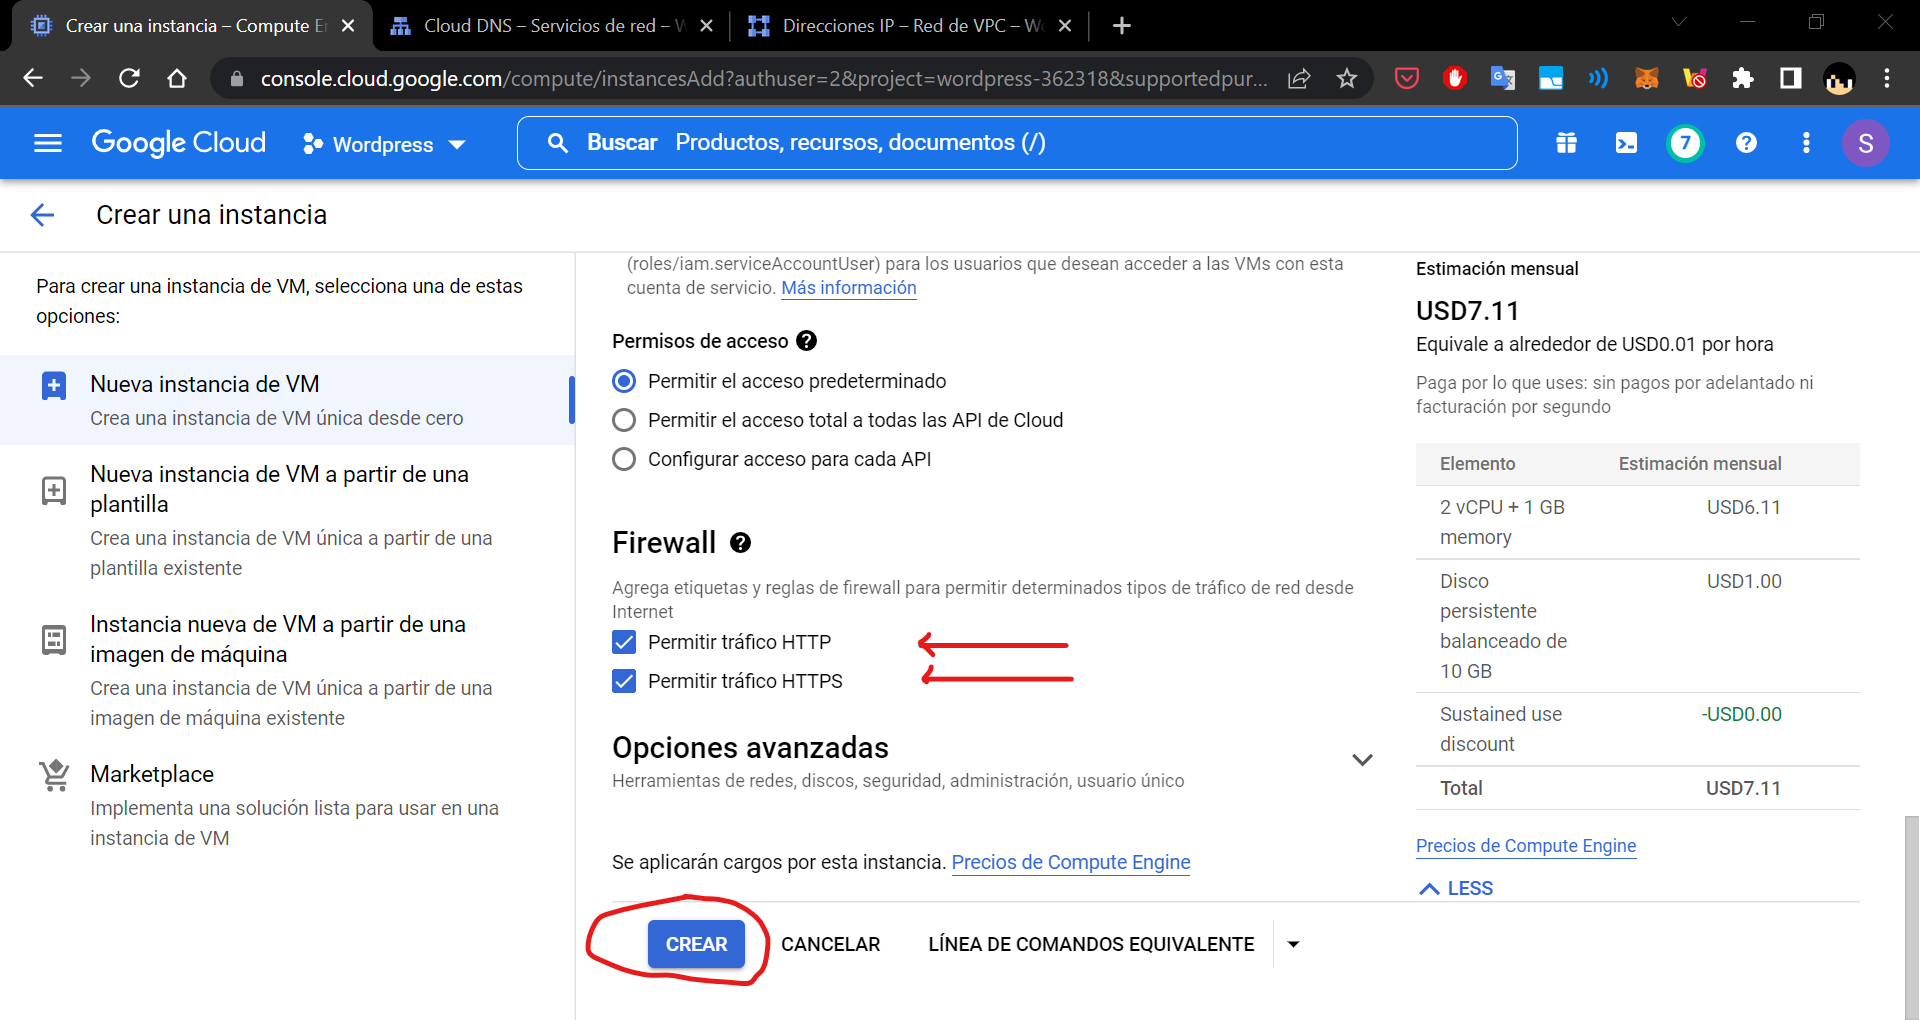 Crear una instancia – Compute En
Cloud DNS – Servicios de red – W
Direcciones IP – Red de VPC – Wo
console.cloud.google.com/compute/instancesAdd?authuser=2&project=wordpress-362318&supportedpur...
Google Cloud
Wordpress
Buscar Productos, recursos, documentos (/)
7
S
Crear una instancia
Para crear una instancia de VM, selecciona una de estas
opciones:
Nueva instancia de VM
Crea una instancia de VM única desde cero
Nueva instancia de VM a partir de una
plantilla
Crea una instancia de VM única a partir de una
plantilla existente
Instancia nueva de VM a partir de una
imagen de máquina
Crea una instancia de VM única a partir de una
imagen de máquina existente
Marketplace
Implementa una solución lista para usar en una
instancia de VM
(roles/iam.serviceAccountUser) para los usuarios que desean acceder a las VMs con esta
cuenta de servicio. Más información
Permisos de acceso
Permitir el acceso predeterminado
Permitir el acceso total a todas las API de Cloud
Configurar acceso para cada API
Firewall
Agrega etiquetas y reglas de firewall para permitir determinados tipos de tráfico de red desde
Internet
Permitir tráfico HTTP
Permitir tráfico HTTPS
Opciones avanzadas
Herramientas de redes, discos, seguridad, administración, usuario único
Se aplicarán cargos por esta instancia. Precios de Compute Engine
CREAR
CANCELAR
LÍNEA DE COMANDOS EQUIVALENTE
Estimación mensual
USD7.11
Equivale a alrededor de USD0.01 por hora
Paga por lo que uses: sin pagos por adelantado ni
facturación por segundo
Elemento Estimación mensual
2 vCPU + 1 GB USD6.11
memory
Disco USD1.00
persistente
balanceado de
10 GB
Sustained use -USD0.00
discount
Total USD7.11
Precios de Compute Engine
LESS